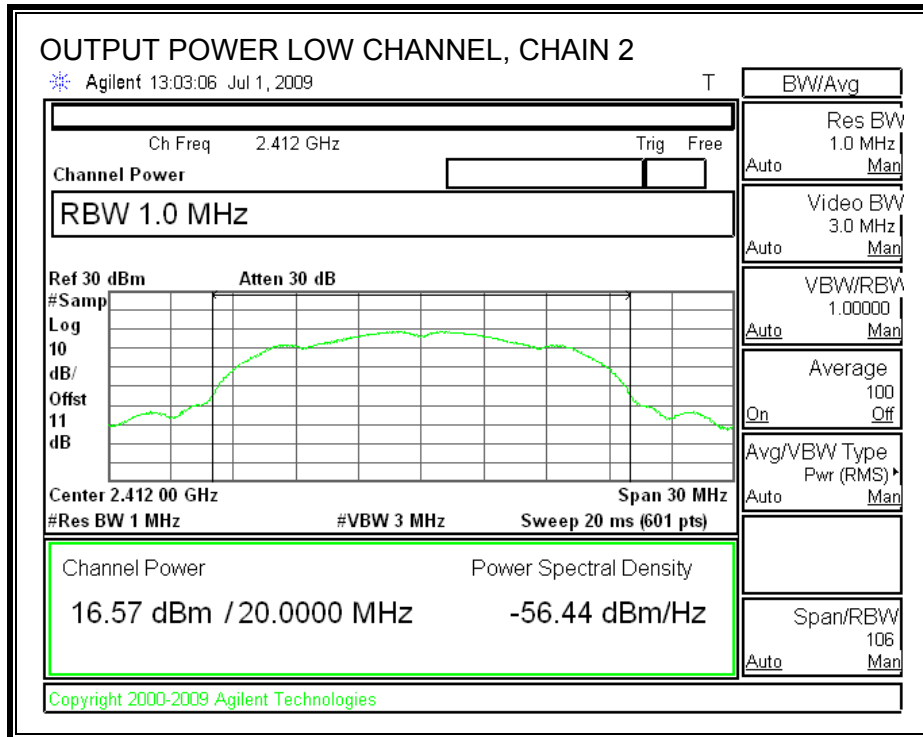 OUTPUT POWER LOW CHANNEL, CHAIN 2
Agilent 13:03:06 Jul 1, 2009 T
BW/Avg
Ch Freq 2.412 GHz Trig Free
Channel Power
RBW 1.0 MHz
Ref 30 dBm Atten 30 dB
#Samp
Log
10
dB/
Offst
11
dB
Center 2.412 00 GHz Span 30 MHz
#Res BW 1 MHz #VBW 3 MHz Sweep 20 ms (601 pts)
Channel Power Power Spectral Density
16.57 dBm / 20.0000 MHz -56.44 dBm/Hz
Copyright 2000-2009 Agilent Technologies
Res BW
1.0 MHz
Auto Man
Video BW
3.0 MHz
Auto Man
VBW/RBW
1.00000
Auto Man
Average
100
On Off
Avg/VBW Type
Pwr (RMS)
Auto Man
Span/RBW
106
Auto Man